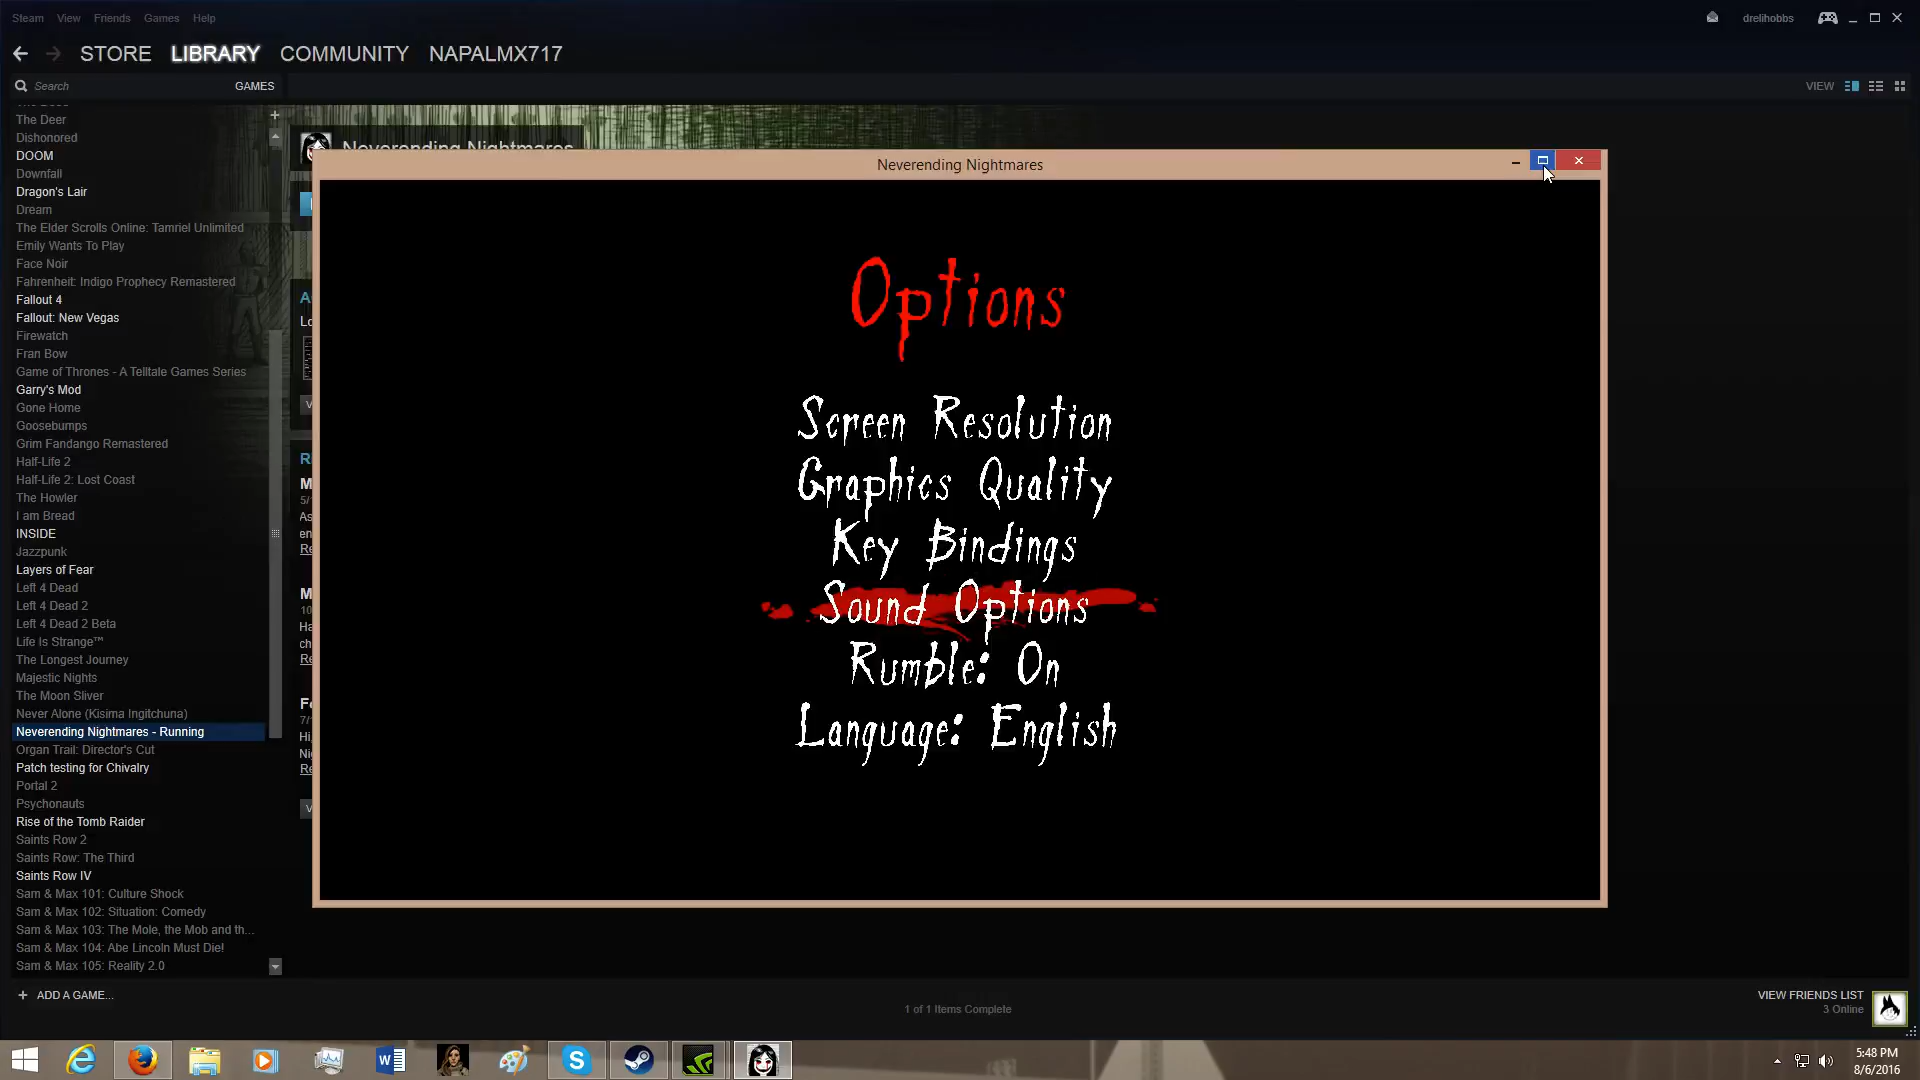 Steam View Friends Games Help
drelihobbs
STORE LIBRARY COMMUNITY NAPALMX717
Search GAMES
VIEW
The Deer
Dishonored
DOOM
Downfall
Dragon's Lair
Dream
The Elder Scrolls Online: Tamriel Unlimited
Emily Wants To Play
Face Noir
Fahrenheit: Indigo Prophecy Remastered
Fallout 4
Fallout: New Vegas
Firewatch
Fran Bow
Game of Thrones - A Telltale Games Series
Garry's Mod
Gone Home
Goosebumps
Grim Fandango Remastered
Half-Life 2
Half-Life 2: Lost Coast
The Howler
I am Bread
INSIDE
Jazzpunk
Layers of Fear
Left 4 Dead
Left 4 Dead 2
Left 4 Dead 2 Beta
Life Is Strange™
The Longest Journey
Majestic Nights
The Moon Sliver
Never Alone (Kisima Ingitchuna)
Neverending Nightmares - Running
Organ Trail: Director's Cut
Patch testing for Chivalry
Portal 2
Psychonauts
Rise of the Tomb Raider
Saints Row 2
Saints Row: The Third
Saints Row IV
Sam & Max 101: Culture Shock
Sam & Max 102: Situation: Comedy
Sam & Max 103: The Mole, the Mob and th...
Sam & Max 104: Abe Lincoln Must Die!
Sam & Max 105: Reality 2.0
+ ADD A GAME...
Neverending Nightmares
Neverending Nightmares
Options
Screen Resolution
Graphics Quality
Key Bindings
Sound Options
Rumble: On
Language: English
1 of 1 Items Complete
VIEW FRIENDS LIST
3 Online
5:48 PM
8/6/2016